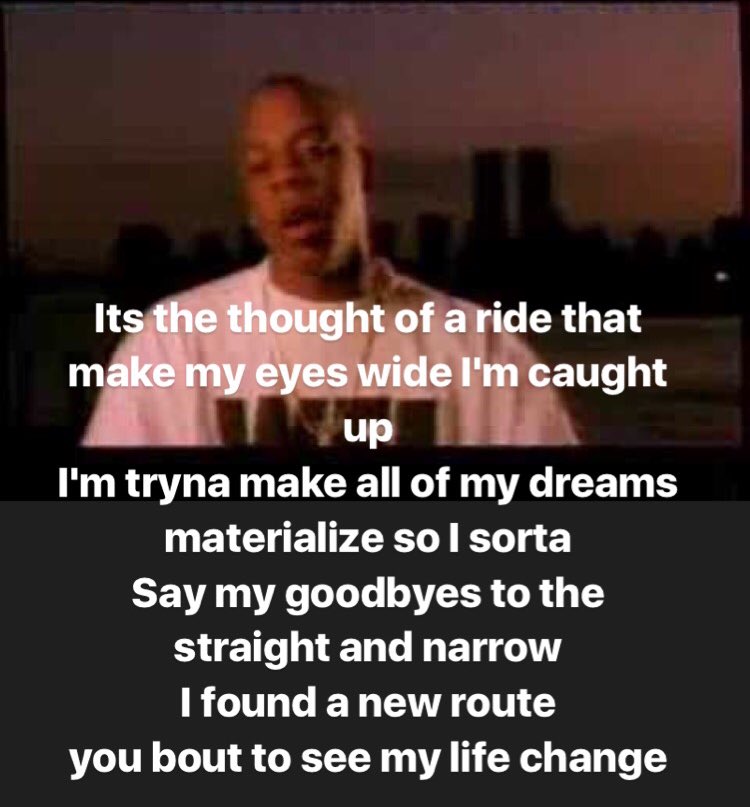 Its the thought of a ride that
make my eyes wide I'm caught
up
I'm tryna make all of my dreams
materialize so I sorta
Say my goodbyes to the
straight and narrow
I found a new route
you bout to see my life change